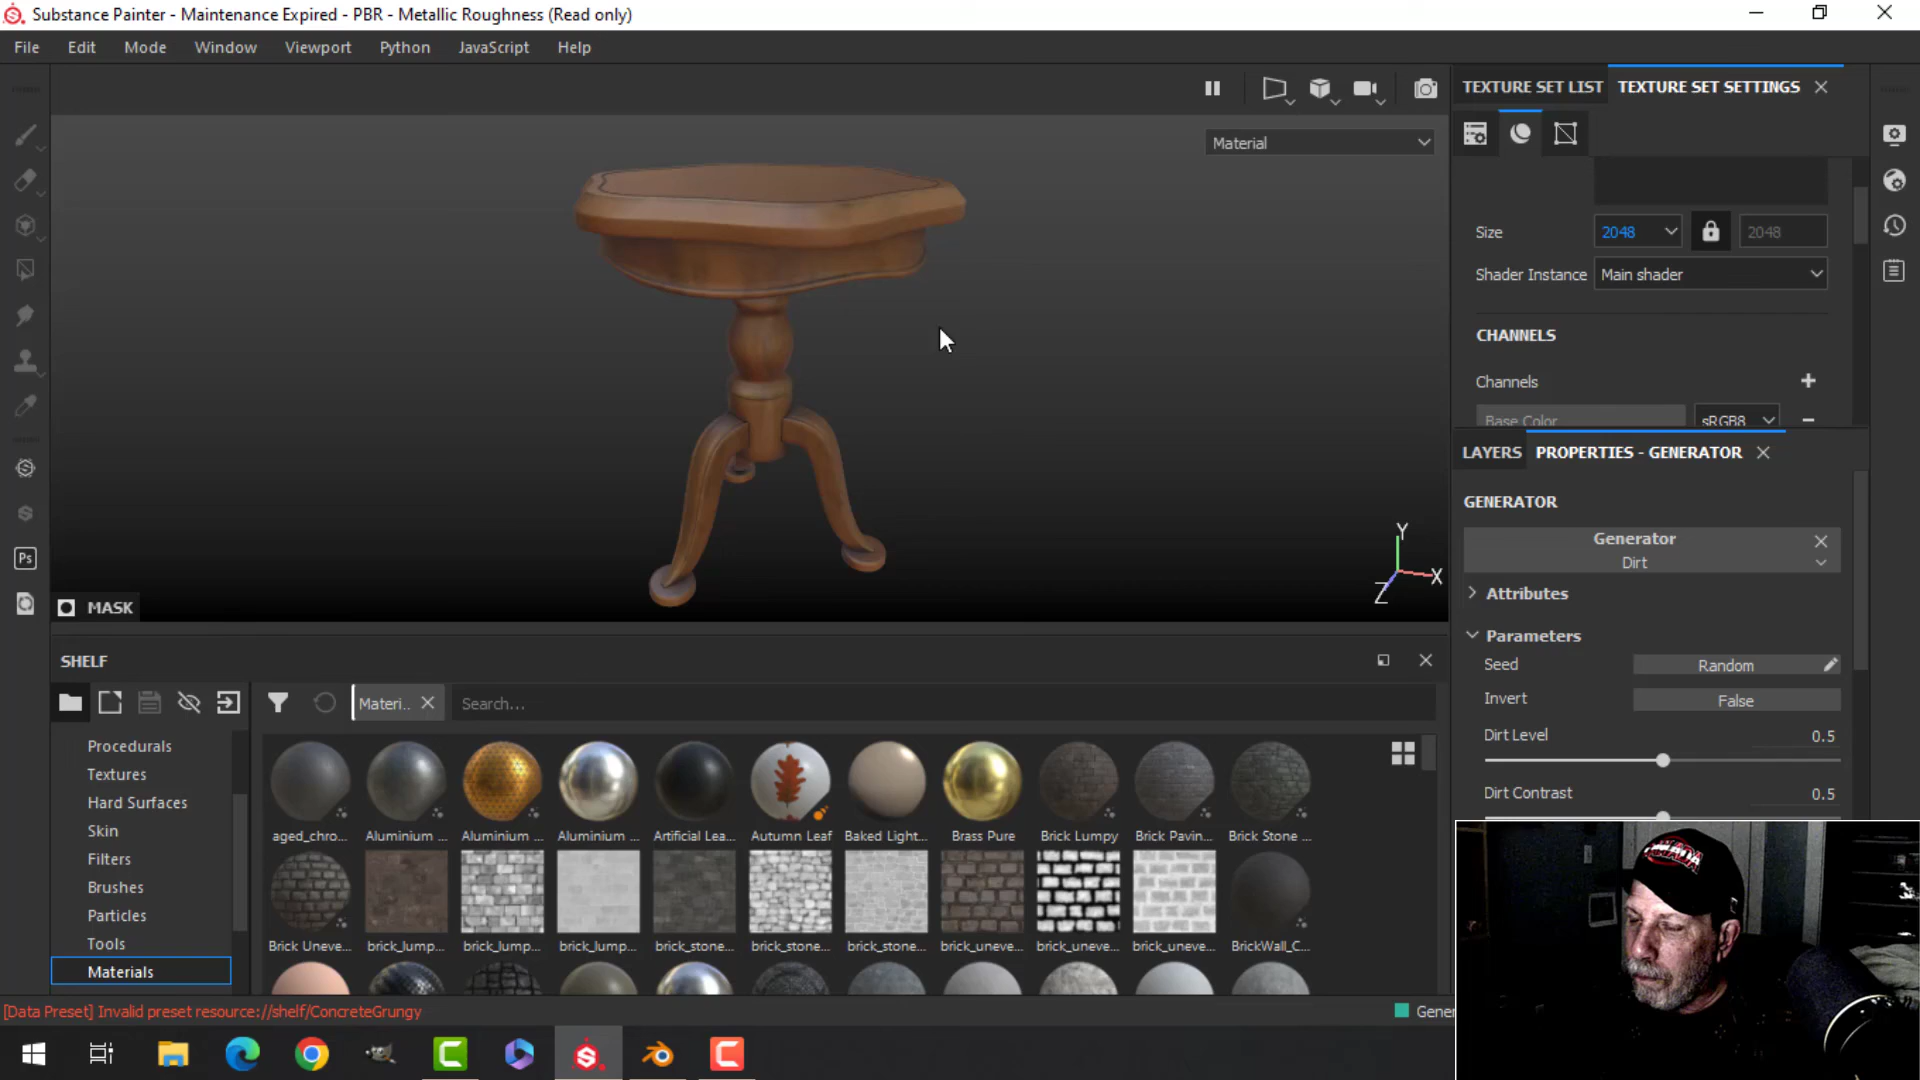 Substance Painter - Maintenance Expired - PBR - Metallic Roughness (Read only)
File Edit Mode Window Viewport Python JavaScript Help
TEXTURE SET LIST TEXTURE SET SETTINGS
Material
Size 2048 2048
Shader Instance Main shader
CHANNELS
Channels
Base Color sRGB8
LAYERS PROPERTIES - GENERATOR
GENERATOR
Generator
Dirt
Attributes
Parameters
Seed Random
Invert False
Dirt Level 0.5
Dirt Contrast 0.5
Y
X
Z
MASK
SHELF
Materi.. Search...
Procedurals
Textures
Hard Surfaces
Skin
Filters
Brushes
Particles
Tools
Materials
aged_chro... Aluminium ... Aluminium ... Aluminium ... Artificial Lea... Autumn Leaf Baked Light... Brass Pure Brick Lumpy Brick Pavin... Brick Stone ...
Brick Uneve... brick_lump... brick_lump... brick_lump... brick_stone... brick_stone... brick_stone... brick_uneve... brick_uneve... brick_uneve... BrickWall_C...
[Data Preset] Invalid preset resource://shelf/ConcreteGrungy
Gener
Ps